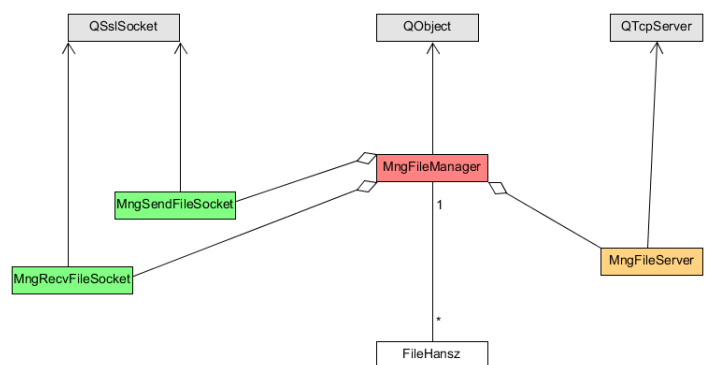 QSslSocket
QObject
QTcpServer
MngFileManager
MngSendFileSocket
1
MngFileServer
MngRecvFileSocket
*
FileHansz